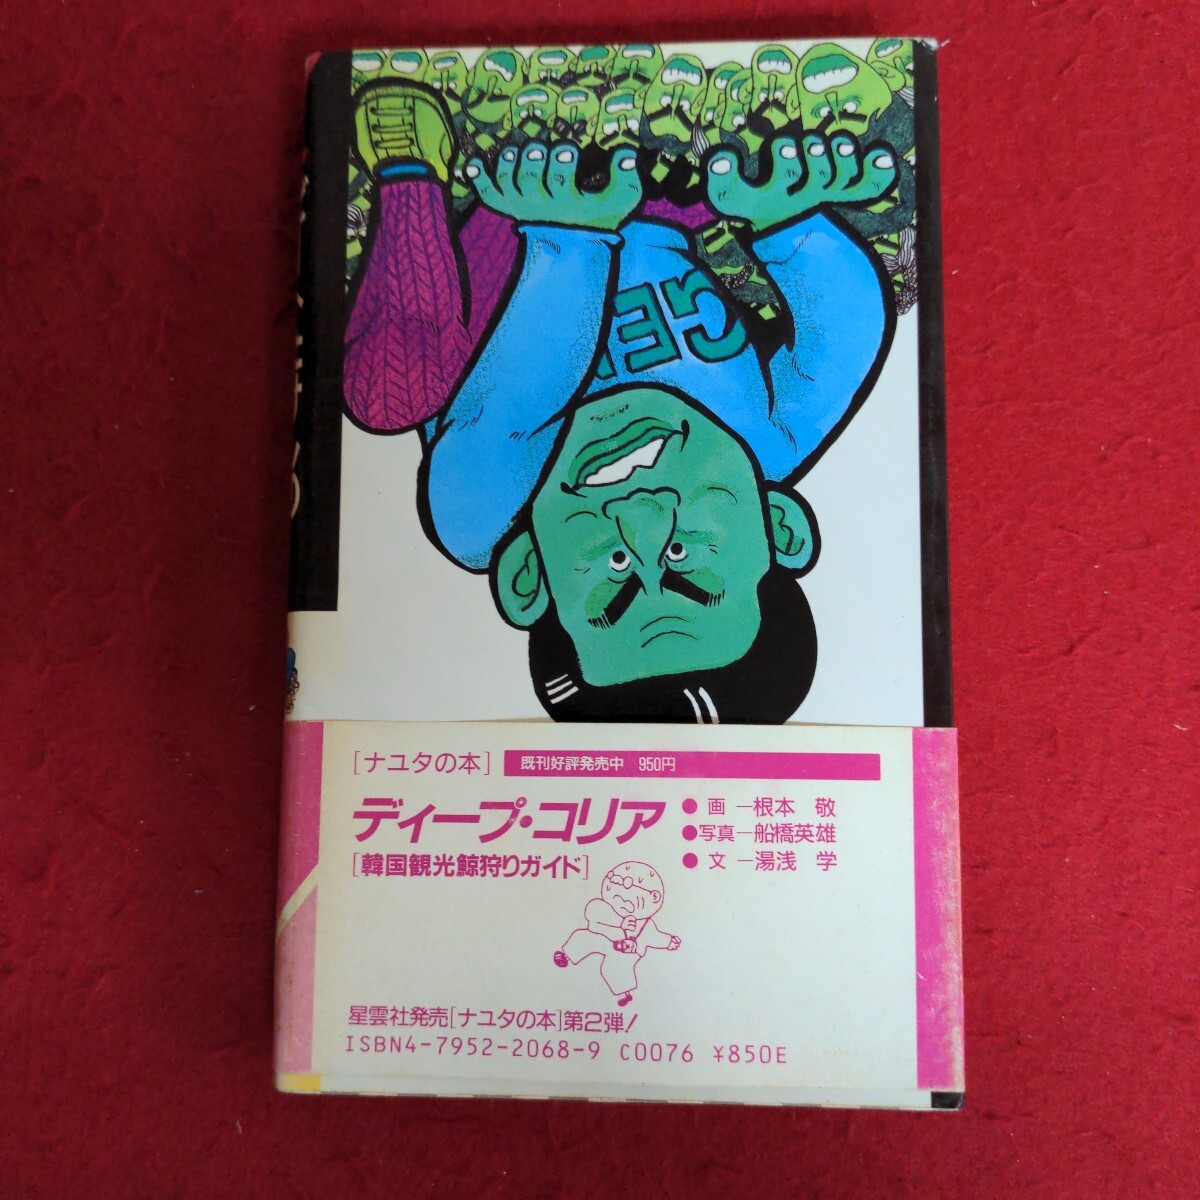 GE
[ナユタの本] 既刊好評発売中 950円
ディープ・コリア
[韓国観光鯨狩りガイド]
●画—根本 敬
●写真—船橋英雄
●文—湯浅 学
星雲社発売[ナユタの本]第2弾!
ISBN4-7952-2068-9 C0076 ¥850E